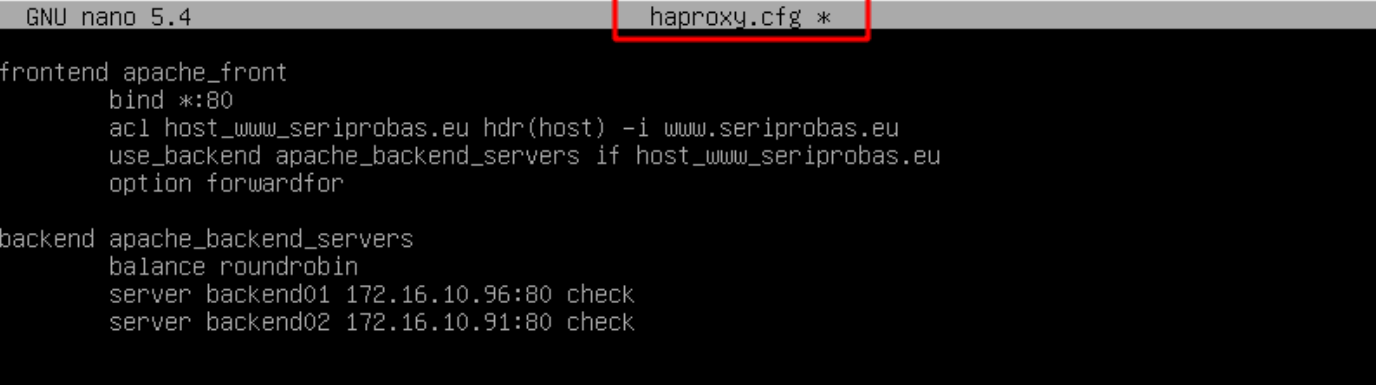 GNU nano 5.4 haproxy.cfg *
frontend apache_front
bind *:80
acl host_www_seriprobas.eu hdr(host) -i www.seriprobas.eu
use_backend apache_backend_servers if host_www_seriprobas.eu
option forwardfor
backend apache_backend_servers
balance roundrobin
server backend01 172.16.10.96:80 check
server backend02 172.16.10.91:80 check